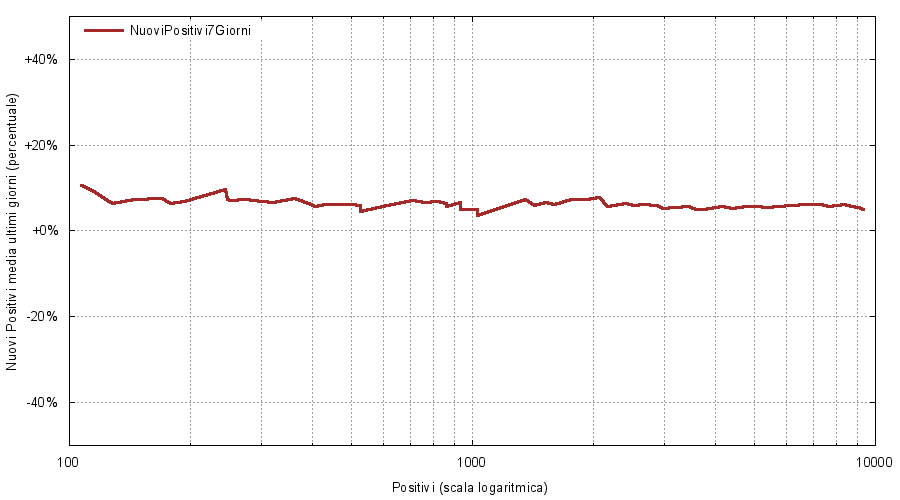 NuoviPositivi7Giorni
+40%
+20%
+0%
-20%
-40%
Nuovi Positivi media ultimi giorni (percentuale)
100
1000
10000
Positivi (scala logaritmica)